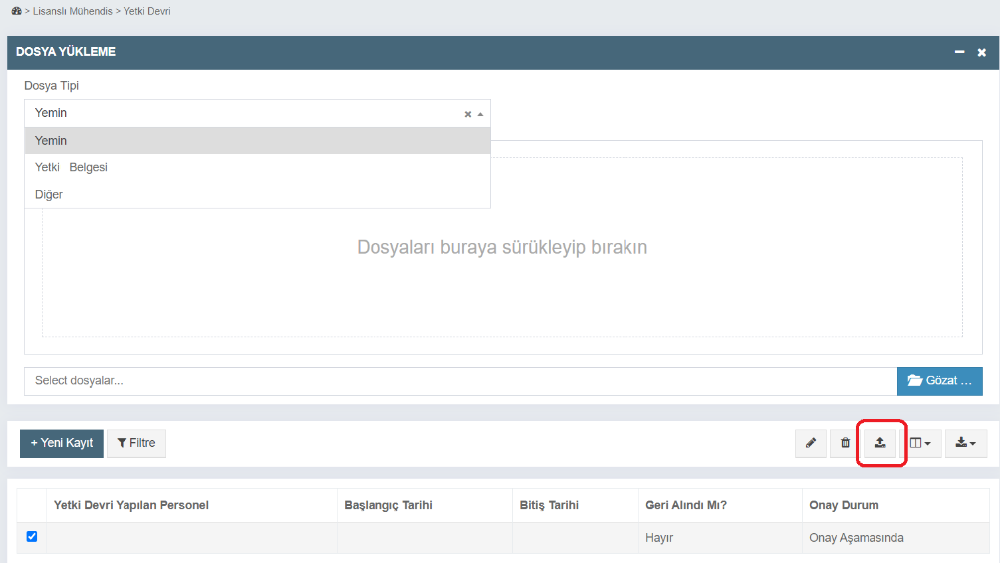 > Lisanslı Mühendis > Yetki Devri
DOSYA YÜKLEME
Dosya Tipi
Yemin
Yemin
Yetki Belgesi
Diğer
Dosyaları buraya sürükleyip bırakın
Select dosyalar...
Gözat ...
+ Yeni Kayıt
Filtre
Yetki Devri Yapılan Personel Başlangıç Tarihi Bitiş Tarihi Geri Alındı Mı? Onay Durum
Hayır Onay Aşamasında